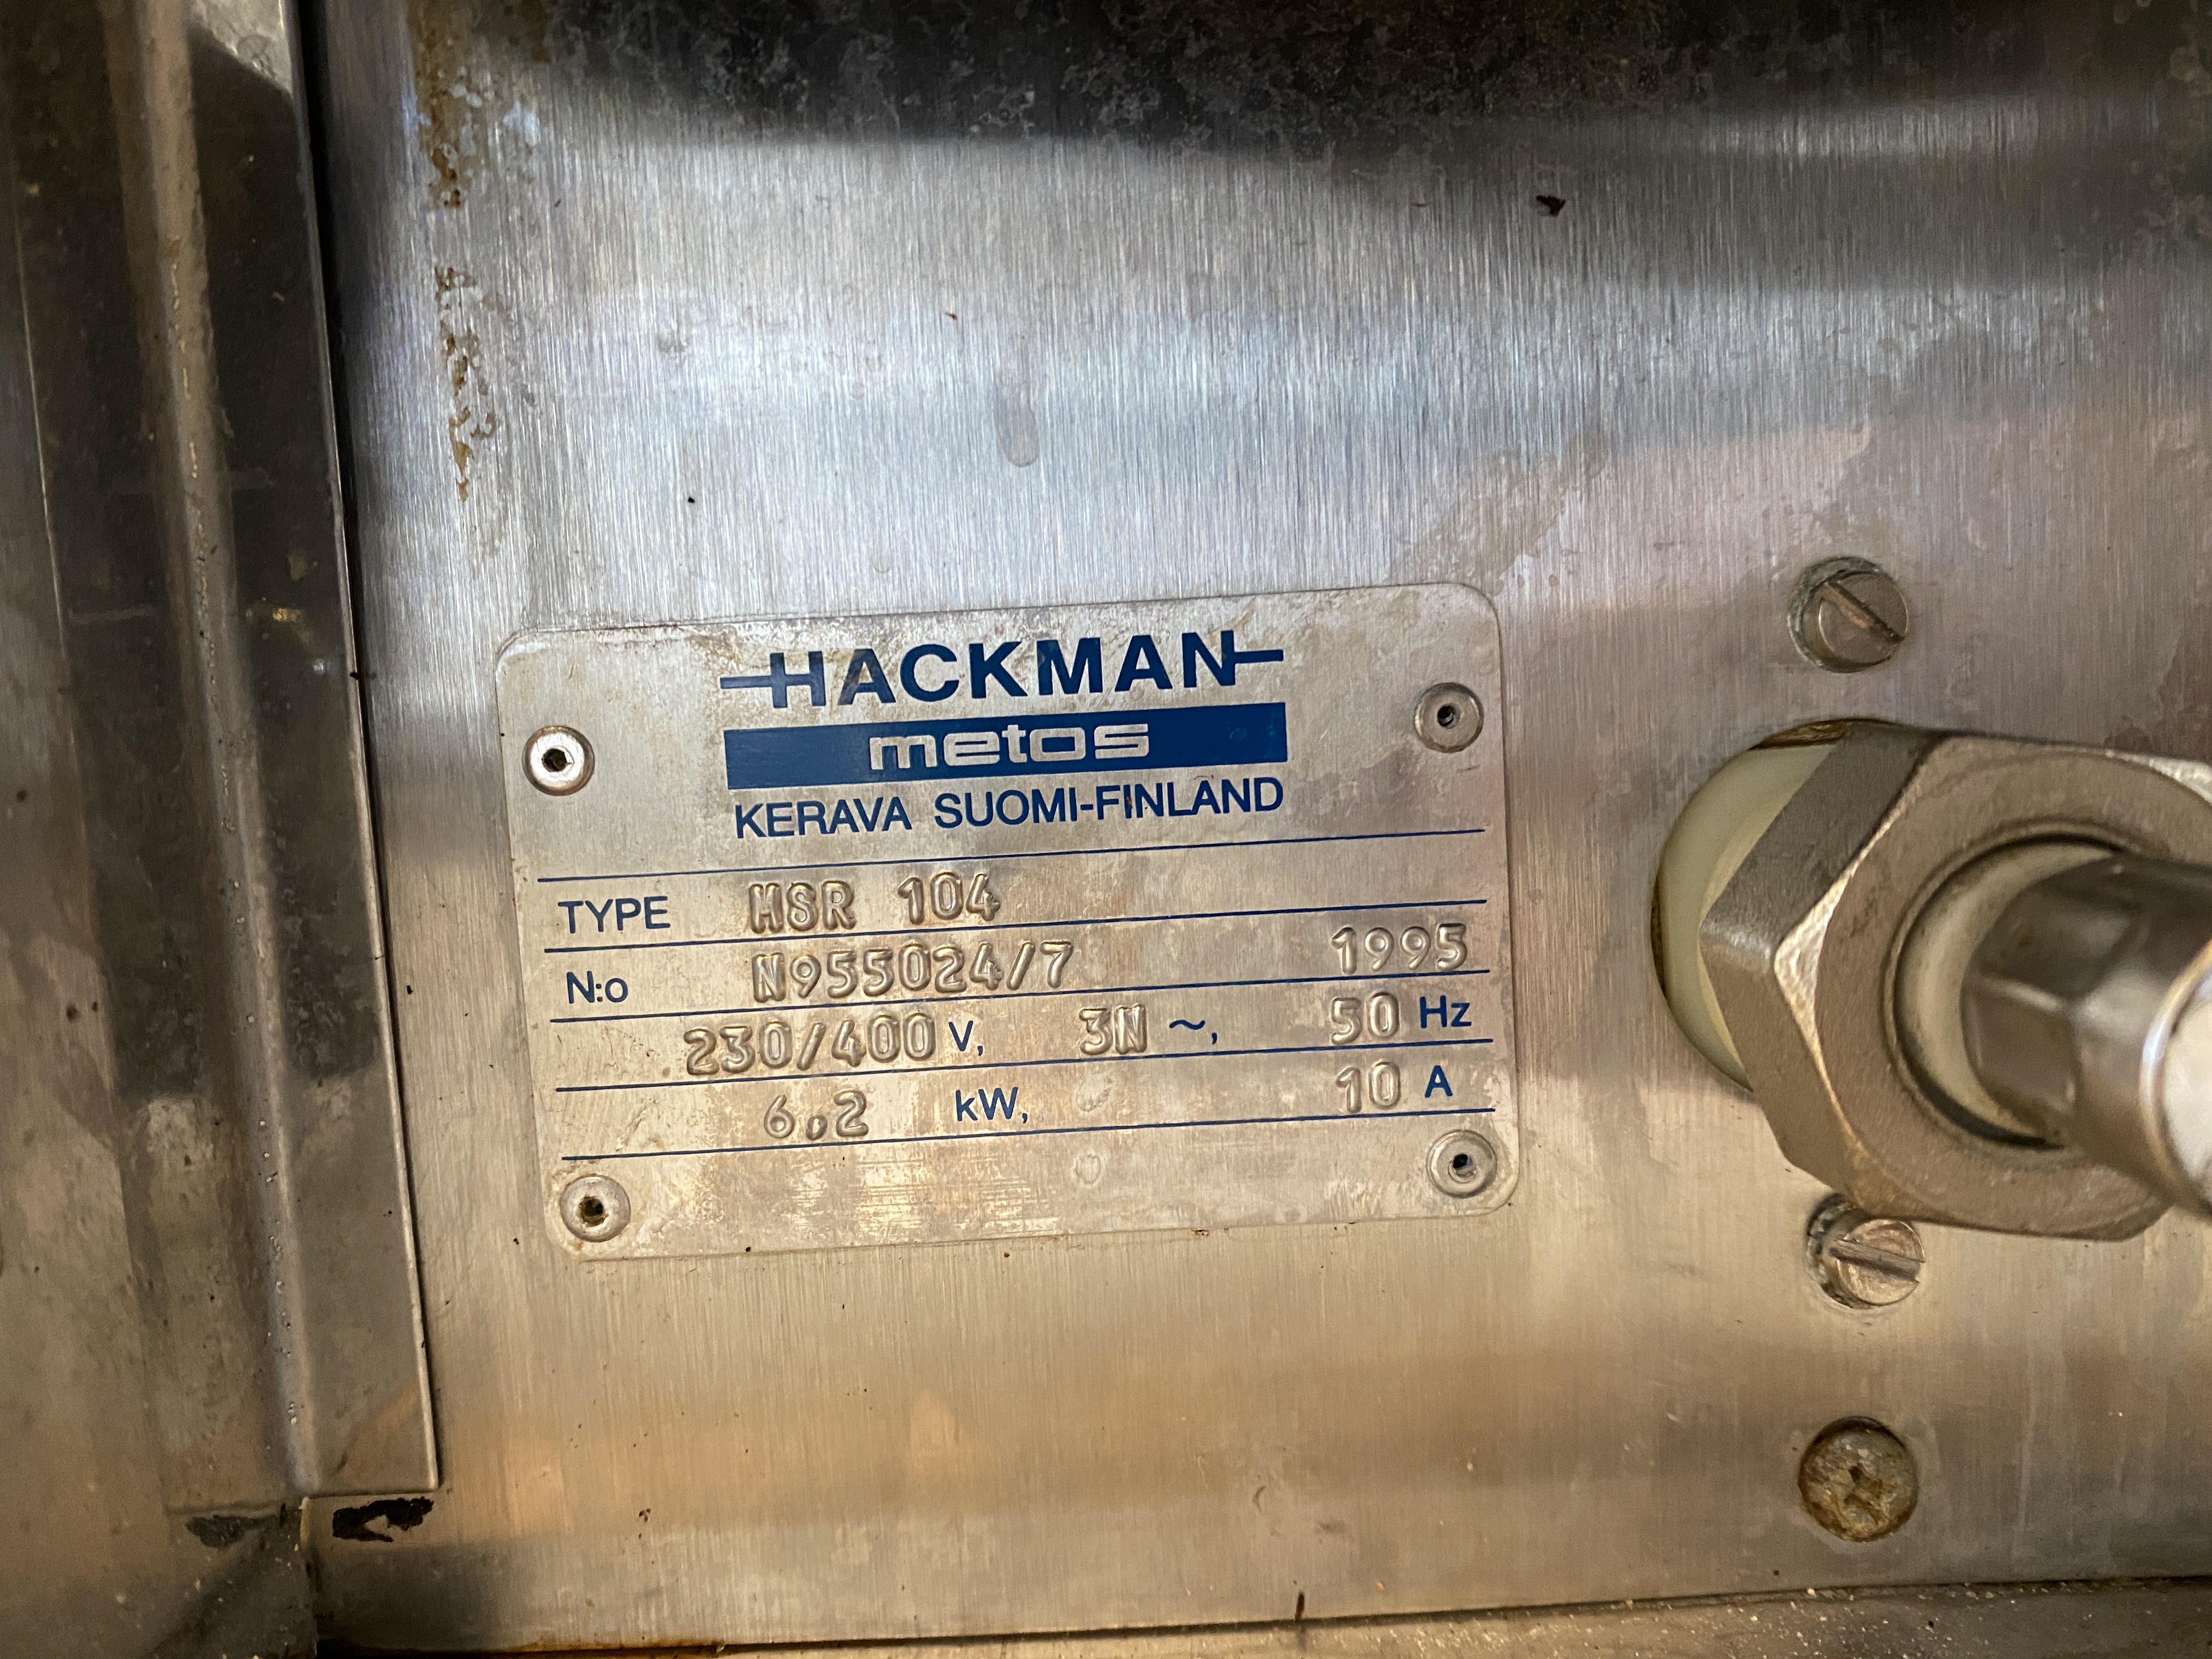 HACKMAN
metos
KERAVA SUOMI-FINLAND
TYPE MSR 104
N:o N955024/7 1995
230/400 V, 3N ~, 50 Hz
6,2 kW, 10 A